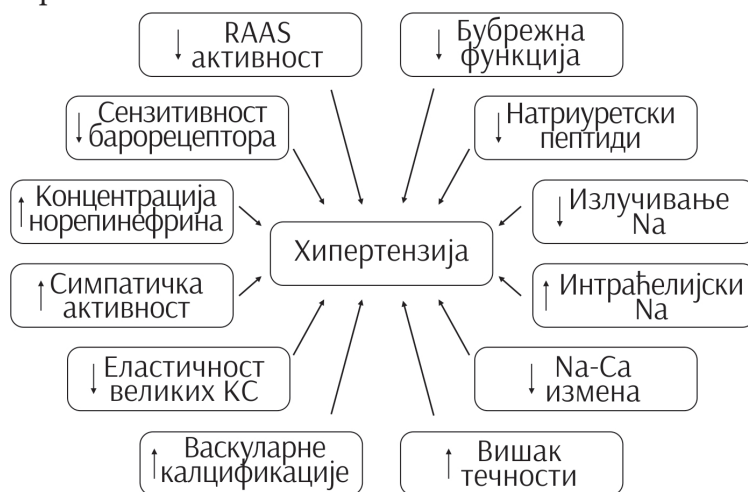 ↓ RAAS
активност
↓ Бубрежна
функција
↓ Сензитивност
барорецептора
↓ Натриуретски
пептиди
↑ Концентрација
норепинефрина
↓ Излучивање
Na
Хипертензија
↑ Симпатичка
активност
↑ Интраћелијски
Na
↓ Еластичност
великих КС
↓ Na-Ca
измена
↑ Васкуларне
калцификације
↑ Вишак
течности